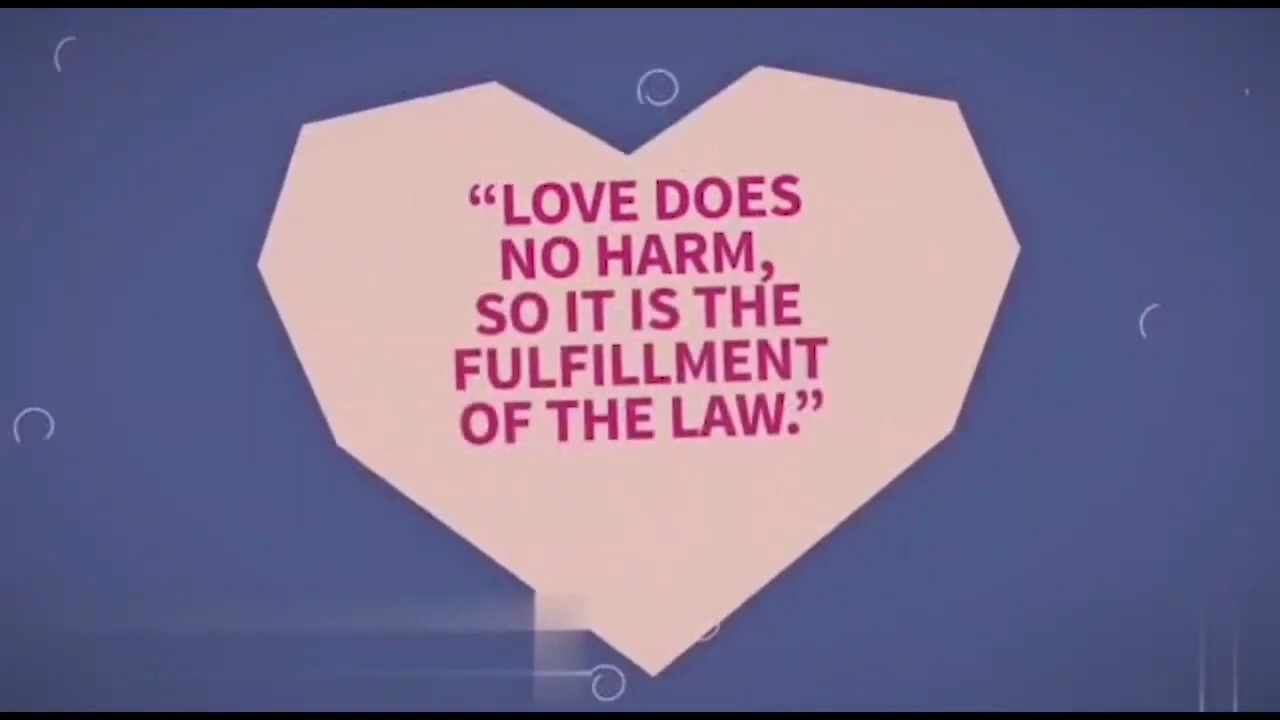 “LOVE DOES
NO HARM,
SO IT IS THE
FULFILLMENT
OF THE LAW.”